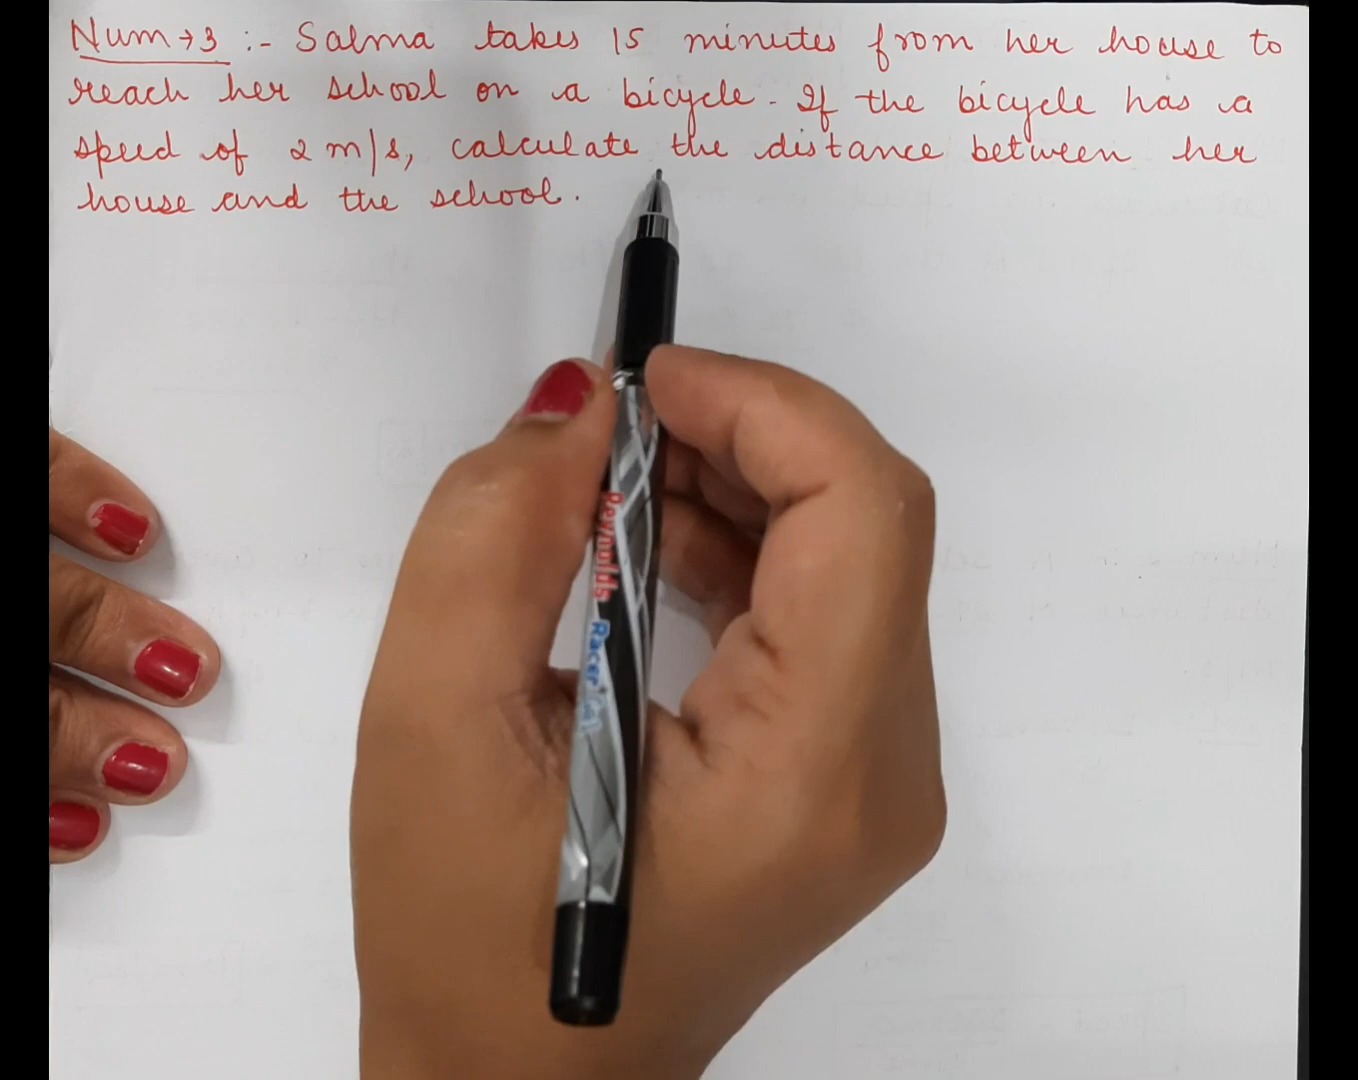 Num→3 :- Salma takes 15 minutes from her house to
reach her school on a bicycle. If the bicycle has a
speed of 2 m/s, calculate the distance between her
house and the school.
Reynolds Racer Gel